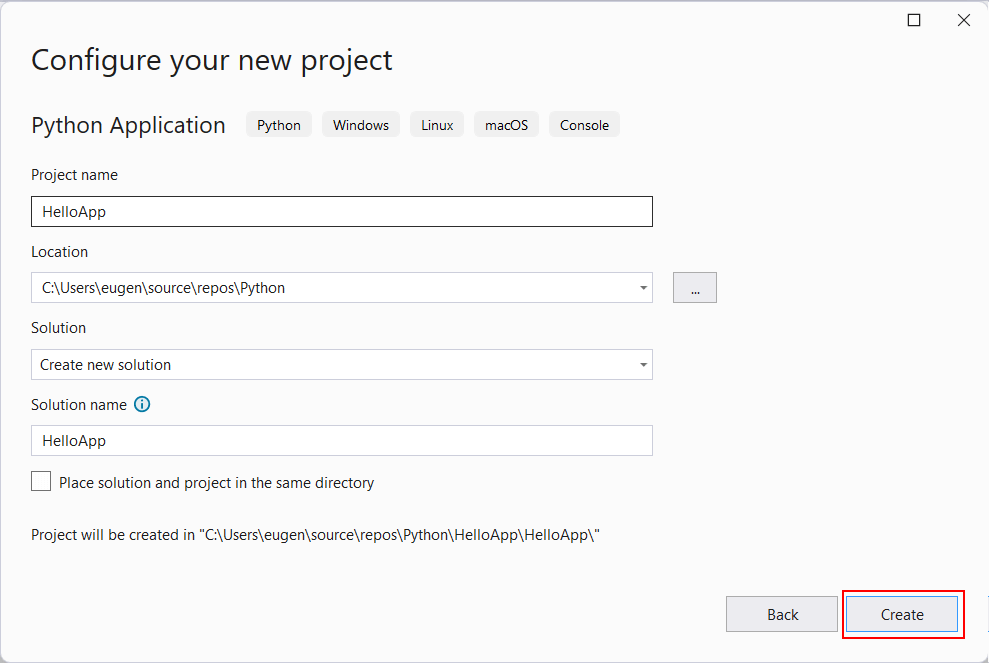 Configure your new project
Python Application Python Windows Linux macOS Console
Project name
HelloApp
Location
C:\Users\eugen\source\repos\Python
...
Solution
Create new solution
Solution name
HelloApp
Place solution and project in the same directory
Project will be created in "C:\Users\eugen\source\repos\Python\HelloApp\HelloApp\"
Back Create